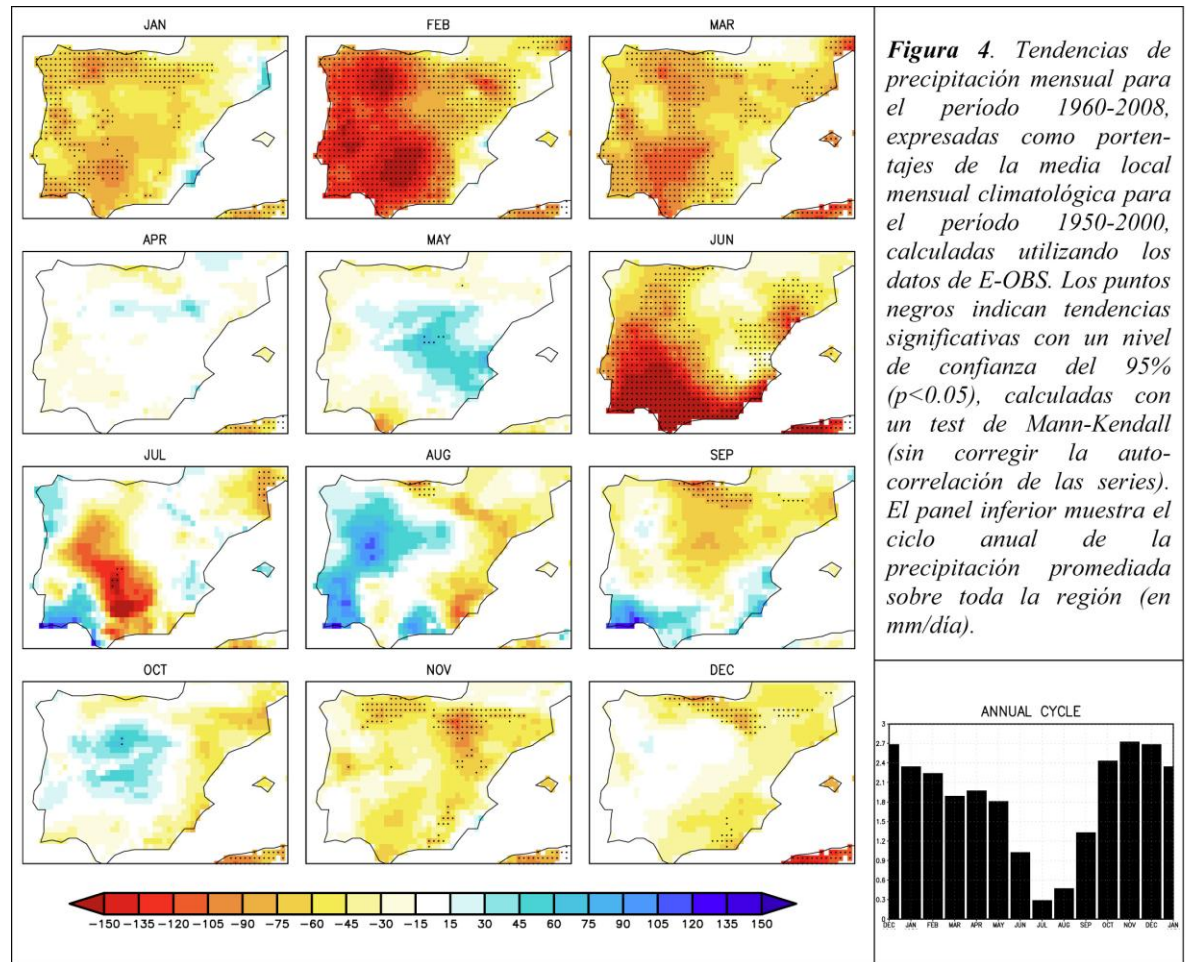 JAN
FEB
MAR
APR
MAY
JUN
JUL
AUG
SEP
OCT
NOV
DEC
−150 −135 −120 −105 −90 −75 −60 −45 −30 −15 15 30 45 60 75 90 105 120 135 150
Figura 4. Tendencias de
precipitación mensual para
el período 1960-2008,
expresadas como porten-
tajes de la media local
mensual climatológica para
el período 1950-2000,
calculadas utilizando los
datos de E-OBS. Los puntos
negros indican tendencias
significativas con un nivel
de confianza del 95%
(p<0.05), calculadas con
un test de Mann-Kendall
(sin corregir la auto-
correlación de las series).
El panel inferior muestra el
ciclo anual de la
precipitación promediada
sobre toda la región (en
mm/día).
ANNUAL CYCLE
3
2.7
2.4
2.1
1.8
1.5
1.2
0.9
0.6
0.3
0
DEC JAN FEB MAR APR MAY JUN JUL AUG SEP OCT NOV DEC JAN